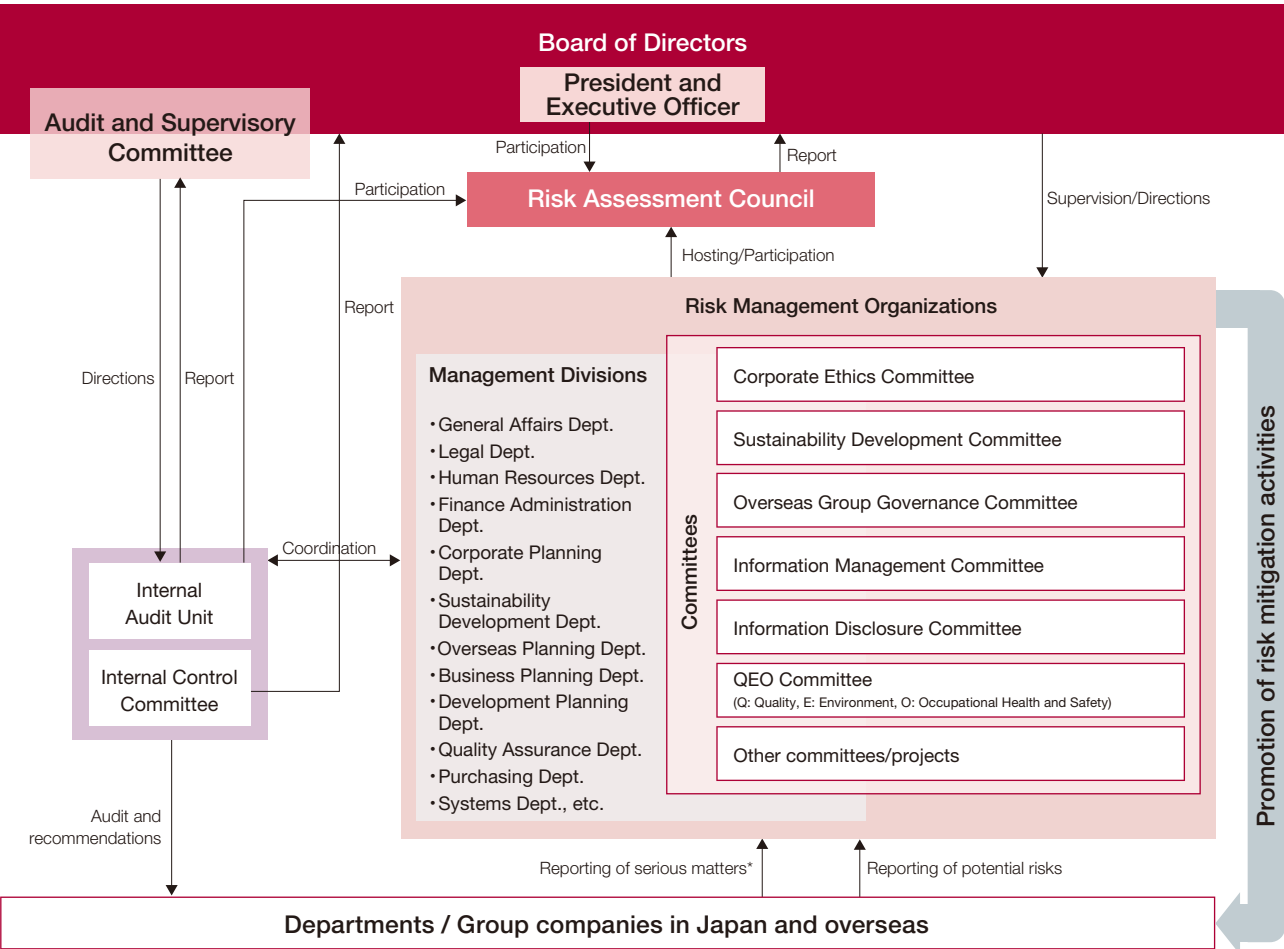 Board of Directors
President and
Executive Officer
Audit and Supervisory
Committee
Participation
Report
Participation
Risk Assessment Council
Supervision/Directions
Hosting/Participation
Report
Risk Management Organizations
Directions
Report
Management Divisions
・General Affairs Dept.
・Legal Dept.
・Human Resources Dept.
・Finance Administration
Dept.
・Corporate Planning
Dept.
・Sustainability
Development Dept.
・Overseas Planning Dept.
・Business Planning Dept.
・Development Planning
Dept.
・Quality Assurance Dept.
・Purchasing Dept.
・Systems Dept., etc.
Committees
Corporate Ethics Committee
Sustainability Development Committee
Overseas Group Governance Committee
Information Management Committee
Information Disclosure Committee
QEO Committee
(Q: Quality, E: Environment, O: Occupational Health and Safety)
Other committees/projects
Promotion of risk mitigation activities
Coordination
Internal
Audit Unit
Internal Control
Committee
Audit and
recommendations
Reporting of serious matters*
Reporting of potential risks
Departments / Group companies in Japan and overseas